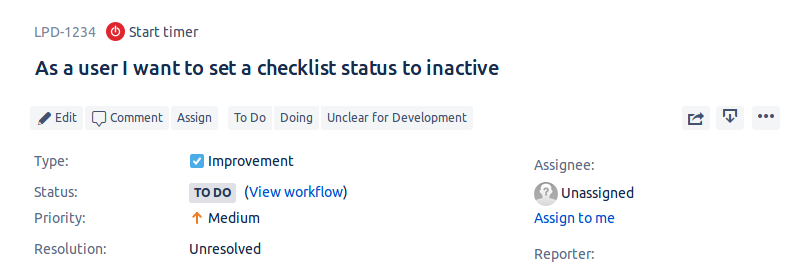 LPD-1234 Start timer
As a user I want to set a checklist status to inactive
Edit Comment Assign To Do Doing Unclear for Development
Type: Improvement
Assignee:
Status: TO DO (View workflow)
Unassigned
Priority: Medium
Assign to me
Resolution: Unresolved
Reporter: